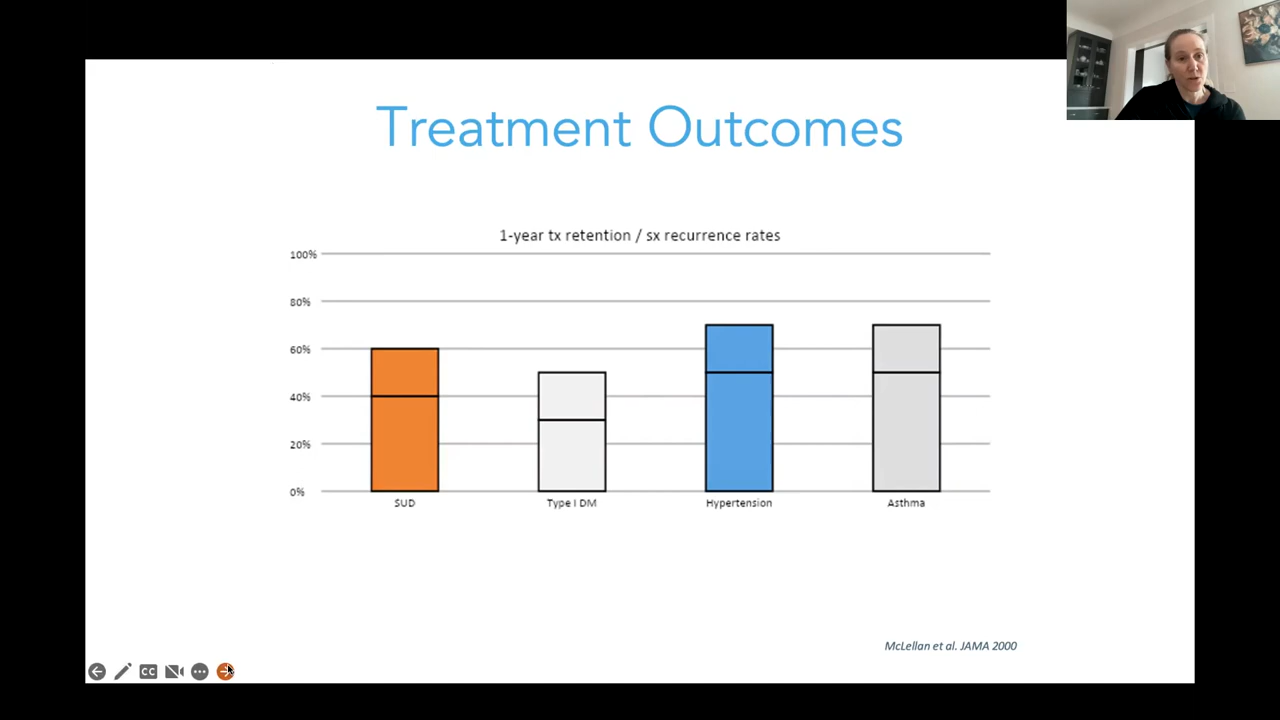 Treatment Outcomes
1-year tx retention / sx recurrence rates
100%
80%
60%
40%
20%
0%
SUD
Type I DM
Hypertension
Asthma
McLellan et al. JAMA 2000
CC